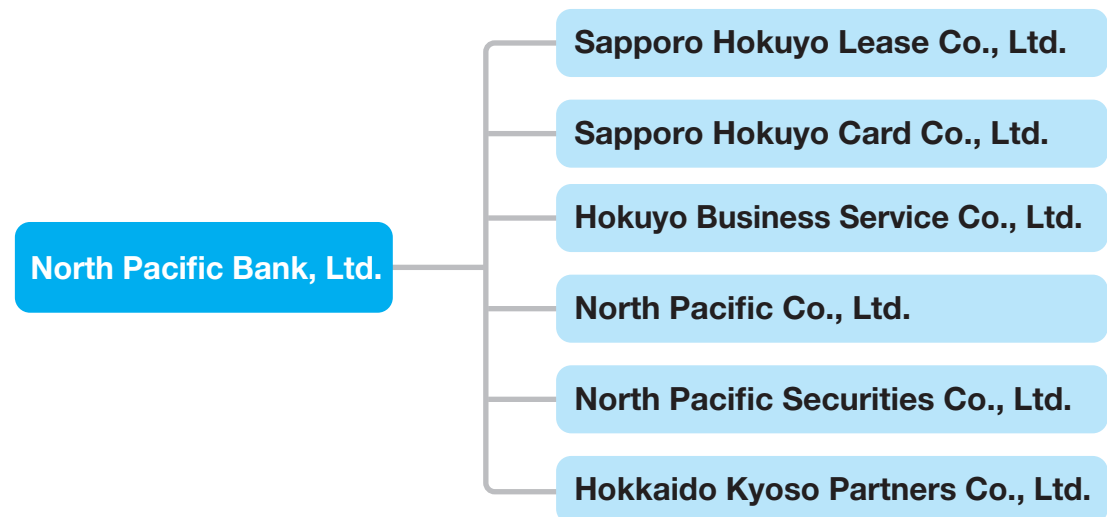 Sapporo Hokuyo Lease Co., Ltd.
Sapporo Hokuyo Card Co., Ltd.
Hokuyo Business Service Co., Ltd.
North Pacific Bank, Ltd.
North Pacific Co., Ltd.
North Pacific Securities Co., Ltd.
Hokkaido Kyoso Partners Co., Ltd.